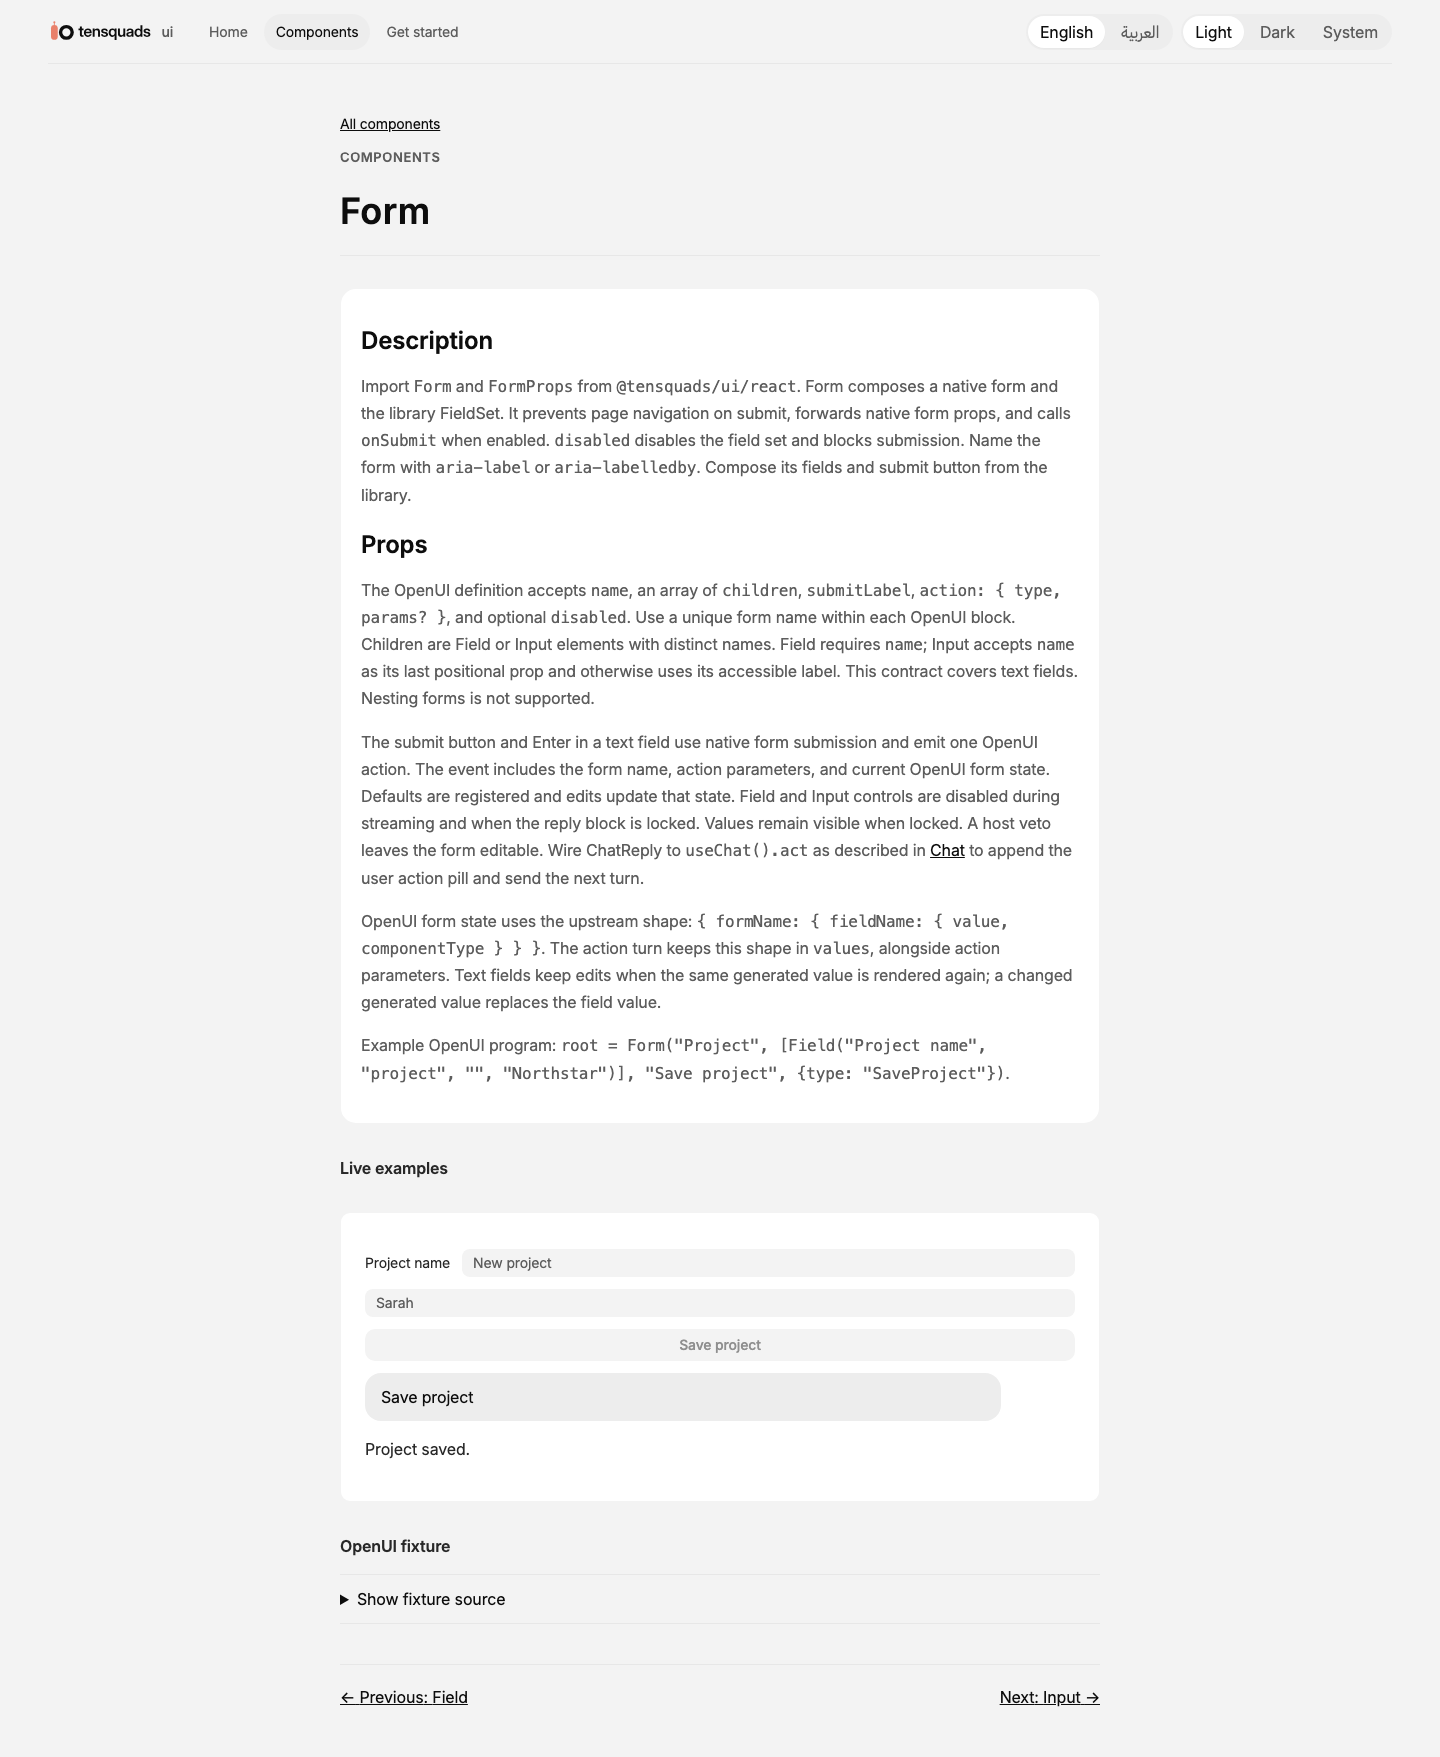 tensquads ui Home Components Get started English العربية Light Dark System
All components
COMPONENTS
Form
Description
Import Form and FormProps from @tensquads/ui/react. Form composes a native form and
the library FieldSet. It prevents page navigation on submit, forwards native form props, and calls
onSubmit when enabled. disabled disables the field set and blocks submission. Name the
form with aria-label or aria-labelledby. Compose its fields and submit button from the
library.
Props
The OpenUI definition accepts name, an array of children, submitLabel, action: { type,
params? }, and optional disabled. Use a unique form name within each OpenUI block.
Children are Field or Input elements with distinct names. Field requires name; Input accepts name
as its last positional prop and otherwise uses its accessible label. This contract covers text fields.
Nesting forms is not supported.
The submit button and Enter in a text field use native form submission and emit one OpenUI
action. The event includes the form name, action parameters, and current OpenUI form state.
Defaults are registered and edits update that state. Field and Input controls are disabled during
streaming and when the reply block is locked. Values remain visible when locked. A host veto
leaves the form editable. Wire ChatReply to useChat().act as described in Chat to append the
user action pill and send the next turn.
OpenUI form state uses the upstream shape: { formName: { fieldName: { value,
componentType } } }. The action turn keeps this shape in values, alongside action
parameters. Text fields keep edits when the same generated value is rendered again; a changed
generated value replaces the field value.
Example OpenUI program: root = Form("Project", [Field("Project name",
"project", "", "Northstar")], "Save project", {type: "SaveProject"}).
Live examples
Project name New project
Sarah
Save project
Save project
Project saved.
OpenUI fixture
▶ Show fixture source
← Previous: Field Next: Input →